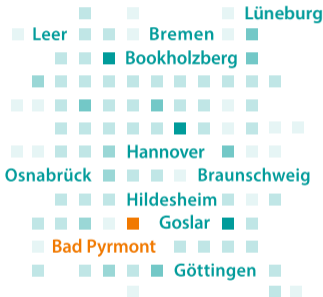 Lüneburg
Leer Bremen
Bookholzberg
Hannover
Osnabrück Braunschweig
Hildesheim
Goslar
Bad Pyrmont
Göttingen